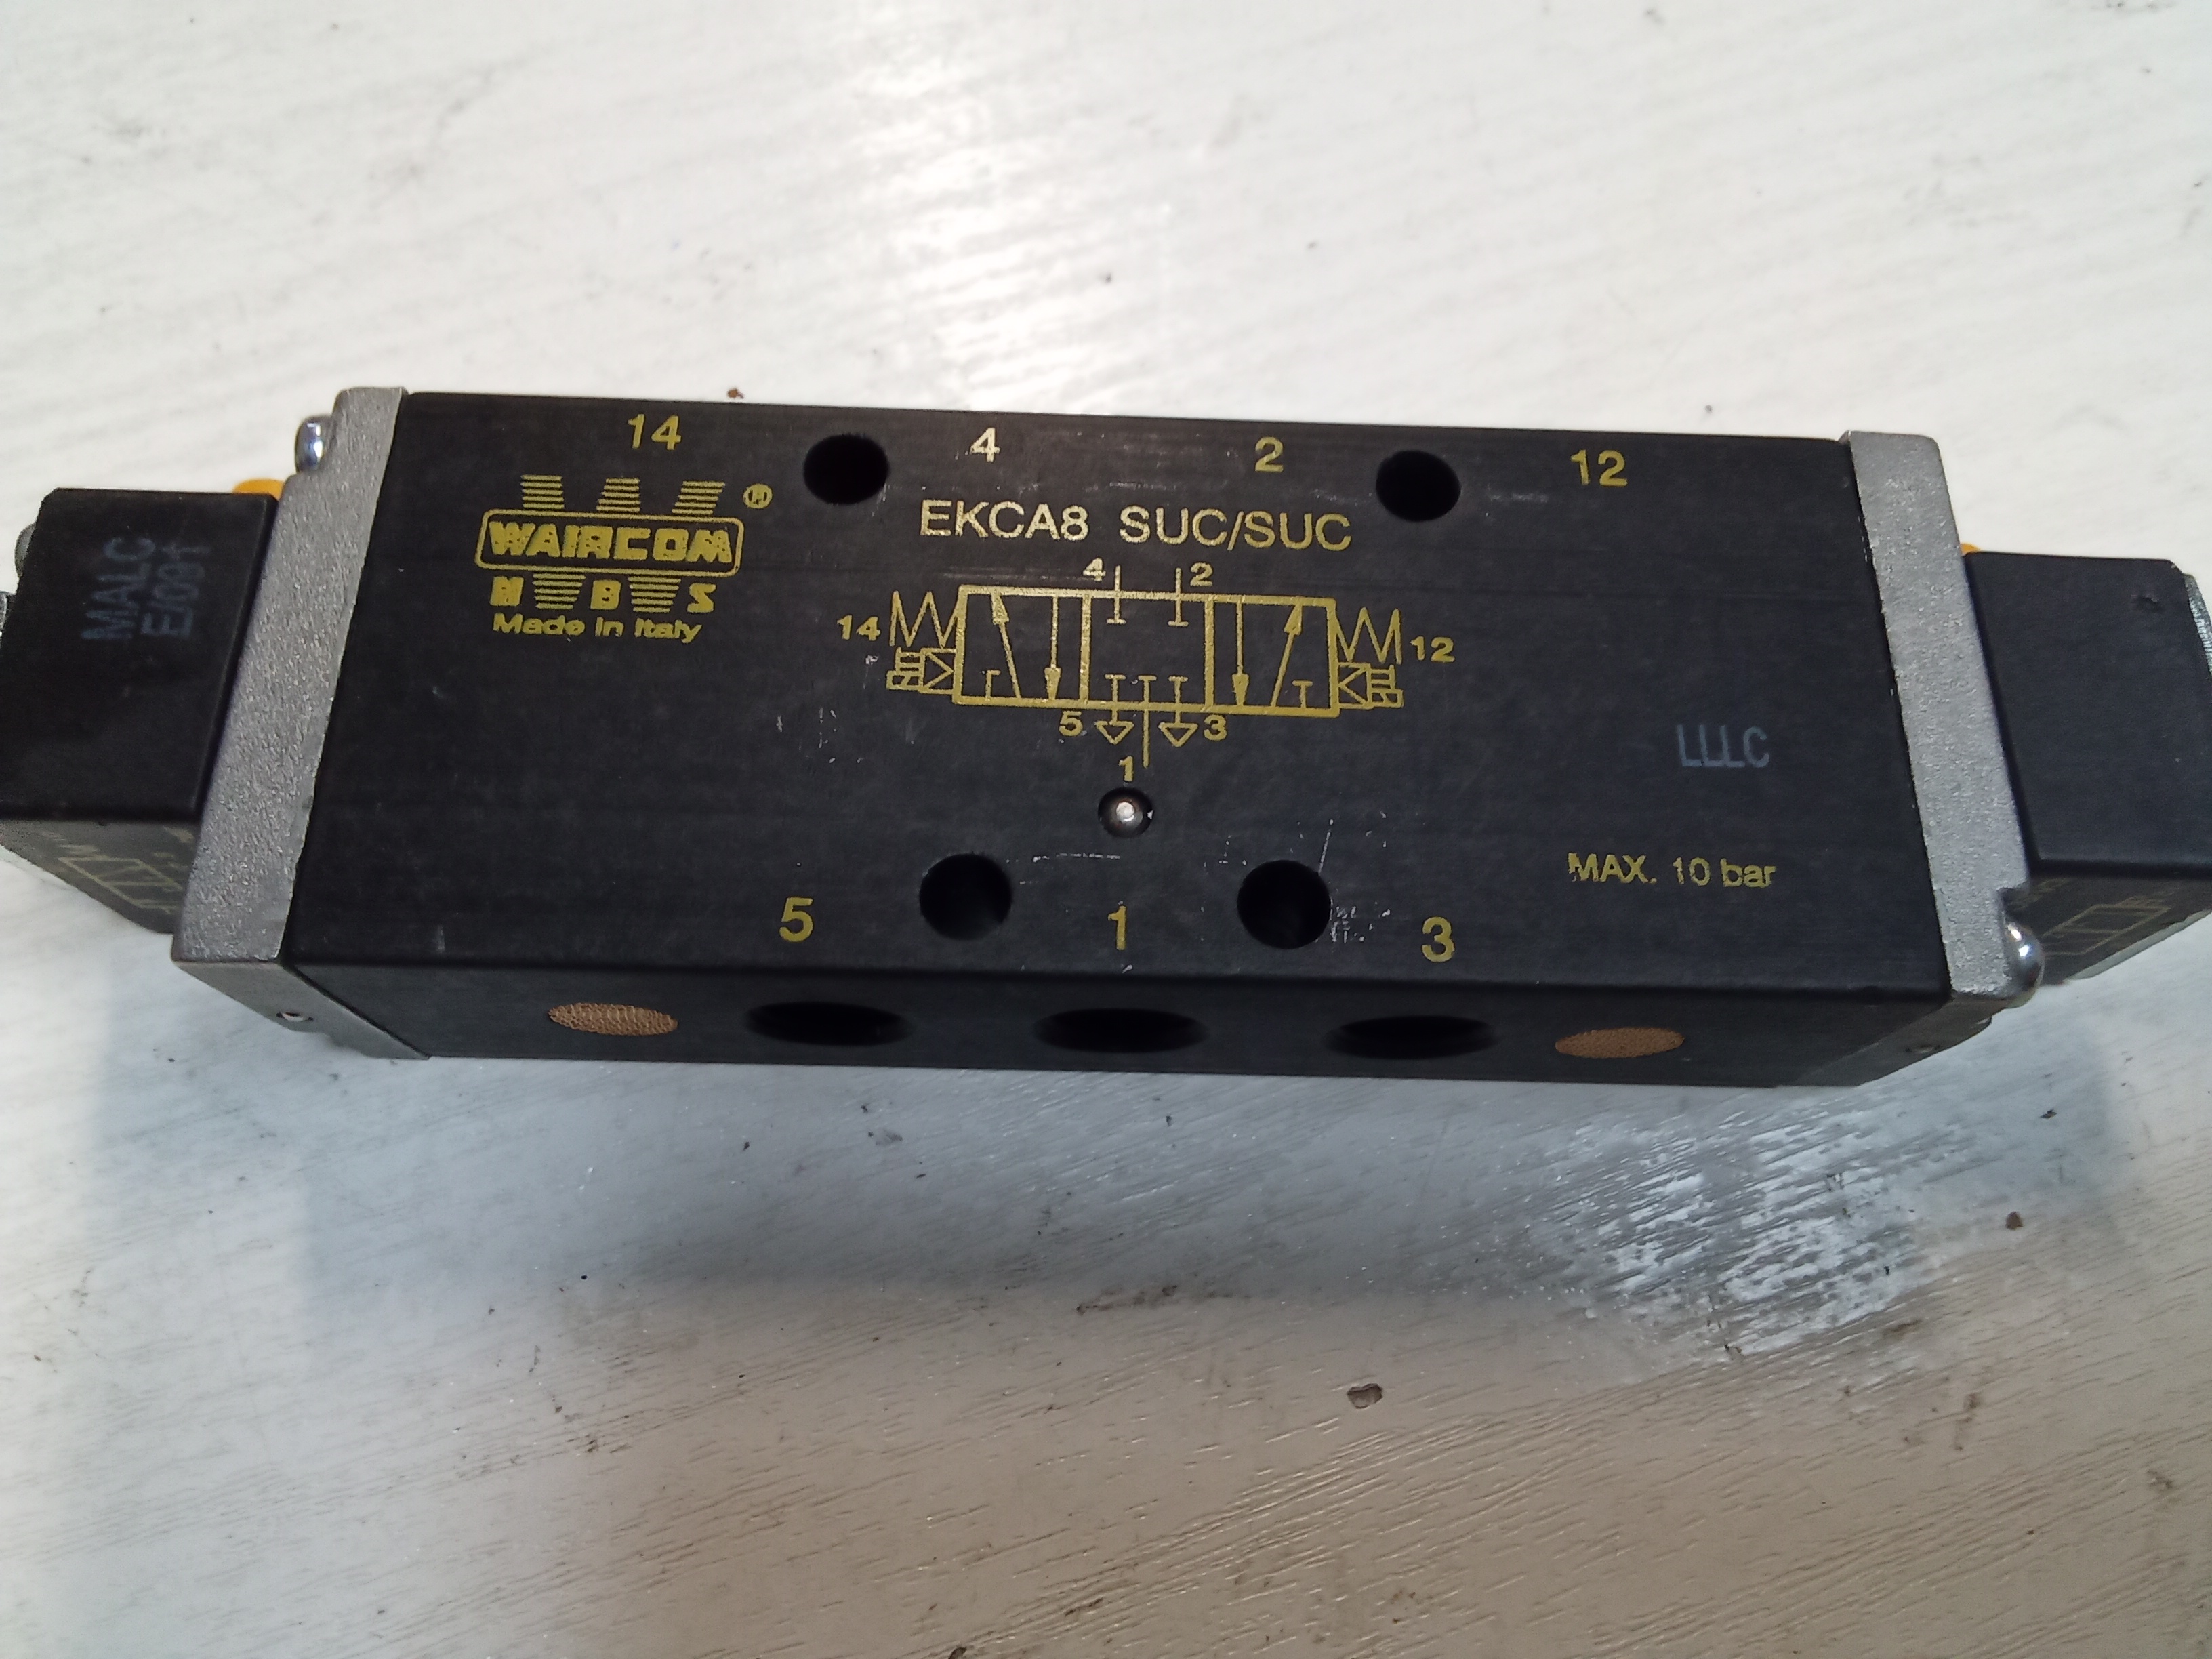 14
4
2
12
®
WAIRCOM
M B S
Made in Italy
EKCA8 SUC/SUC
4
2
14
12
5
3
1
MALC
E/091
LLLC
MAX. 10 bar
5
1
3